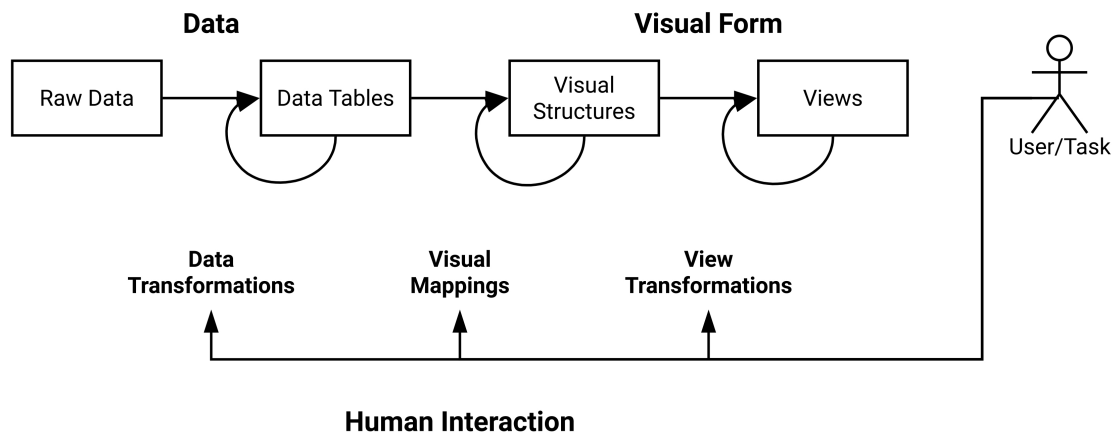 Data
Visual Form
Raw Data
Data Tables
Visual
Structures
Views
User/Task
Data
Transformations
Visual
Mappings
View
Transformations
Human Interaction